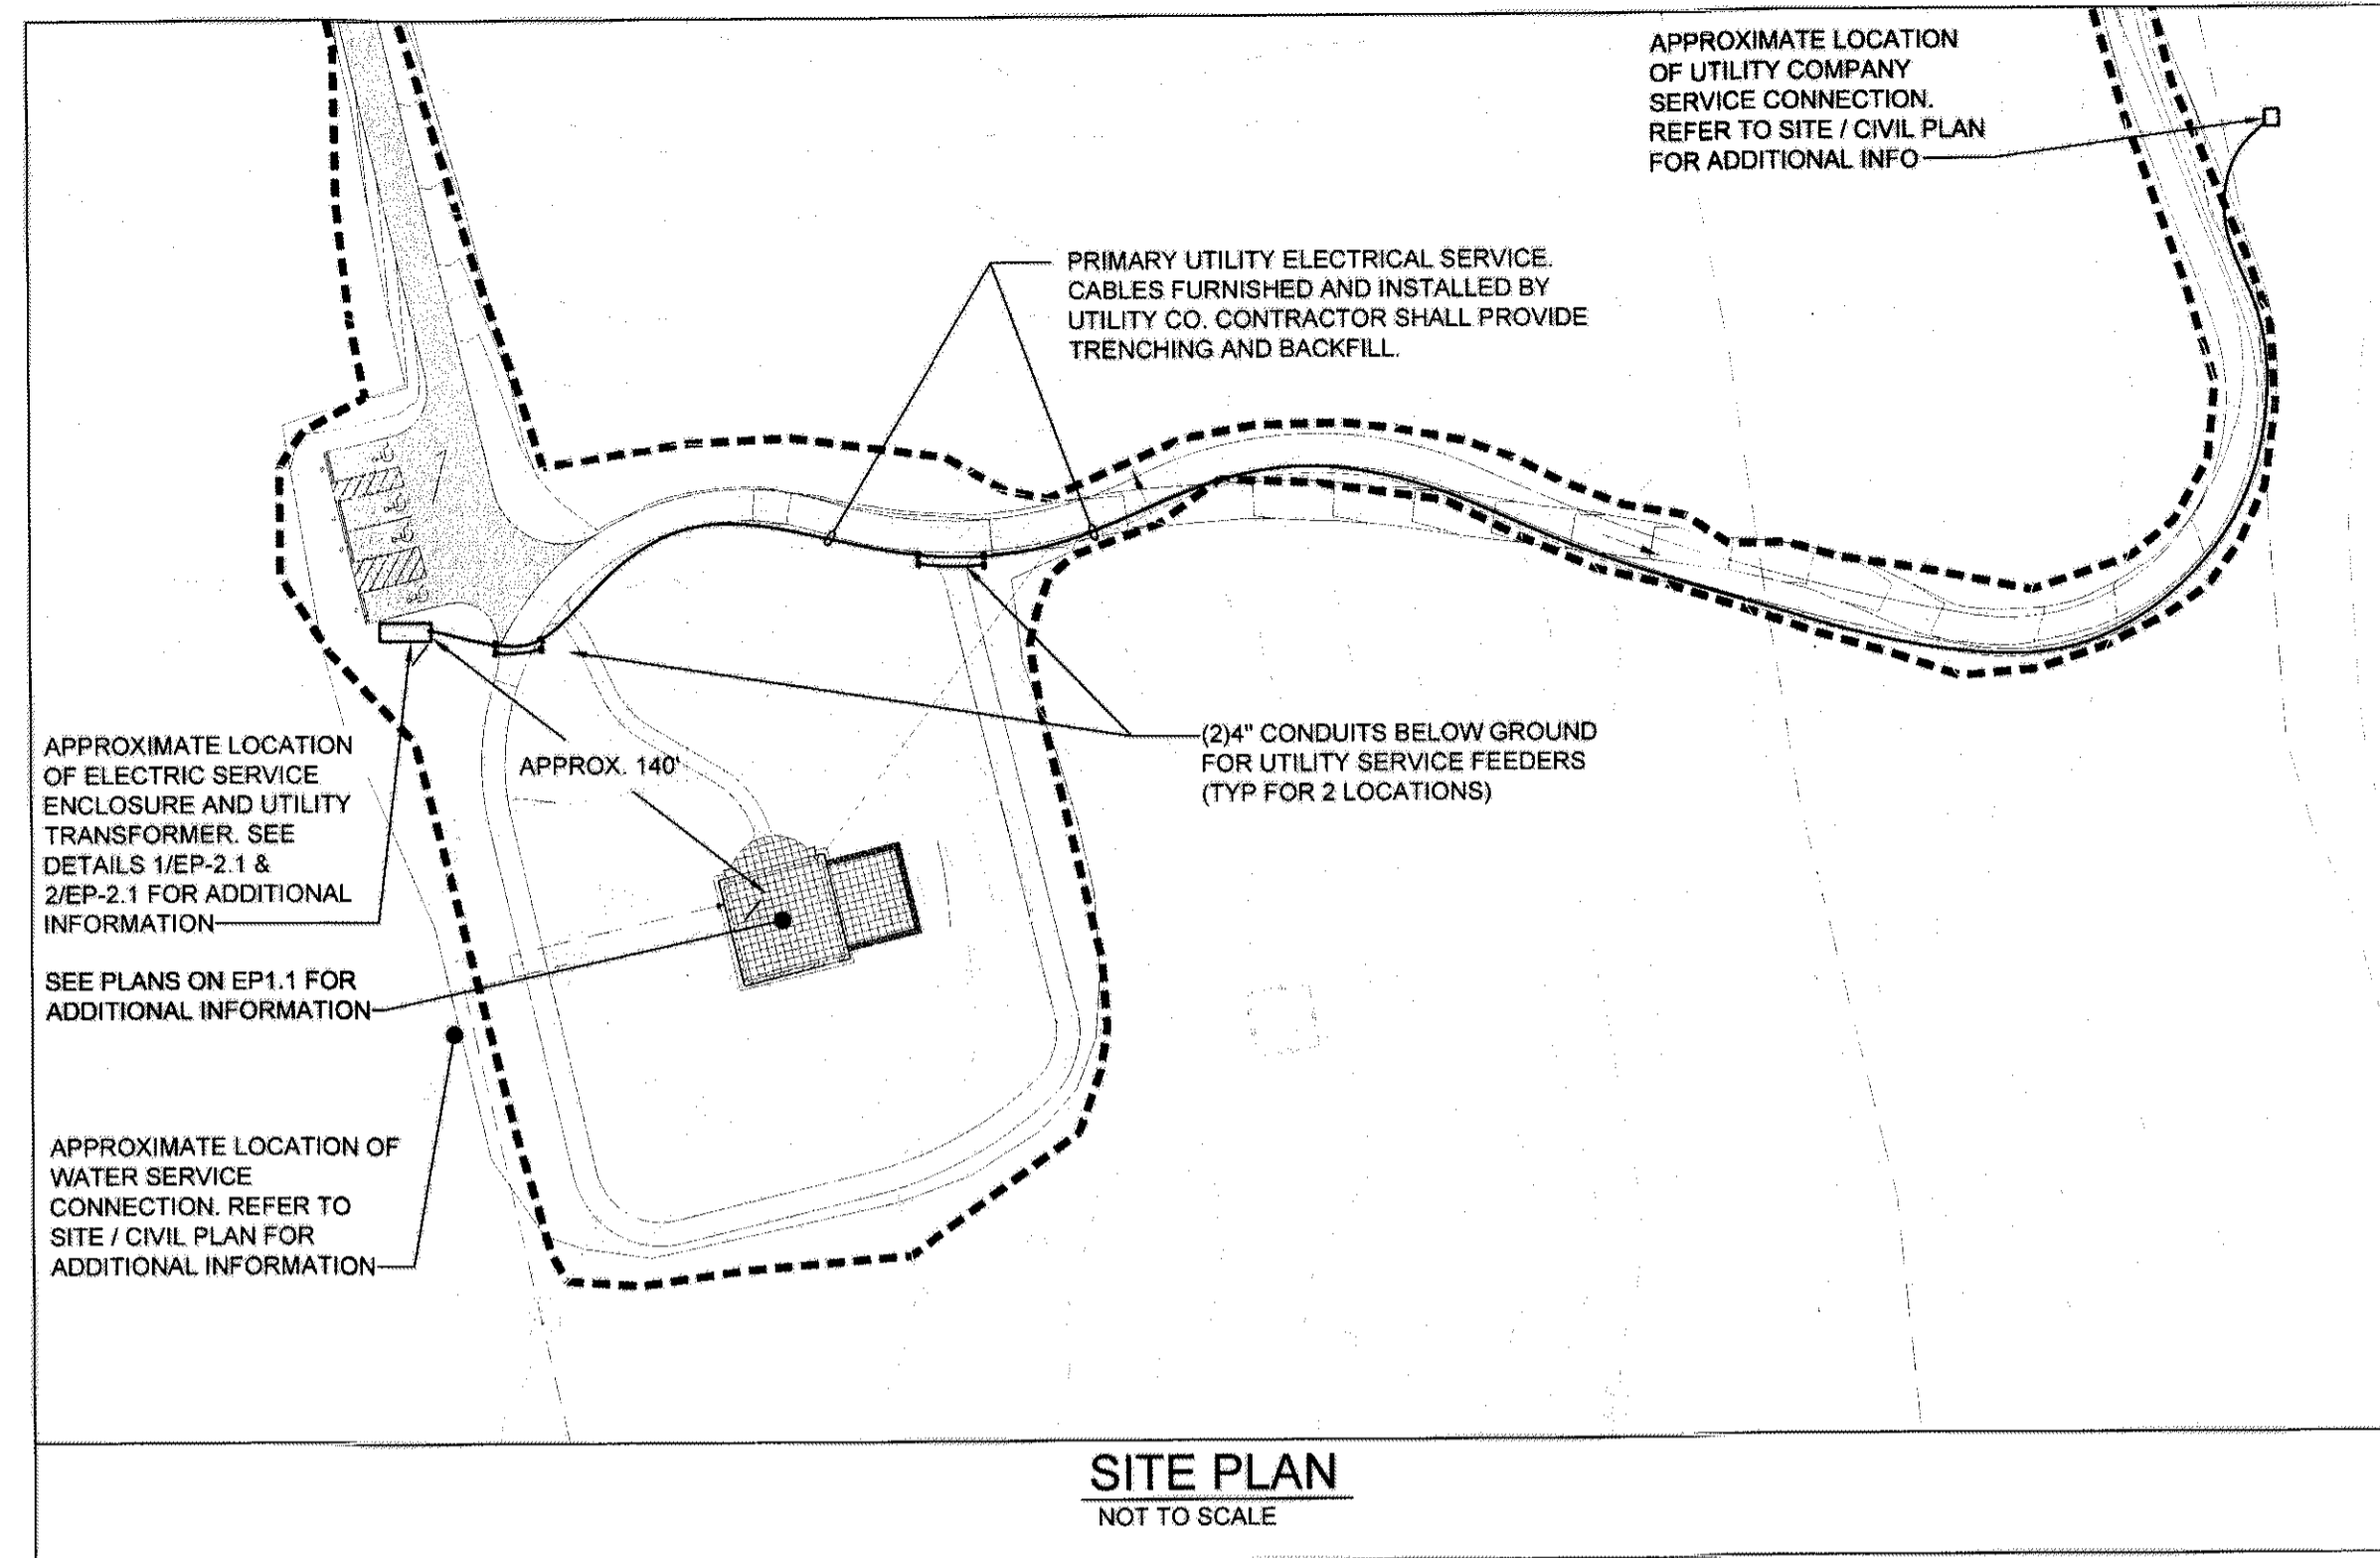 APPROXIMATE LOCATION
OF UTILITY COMPANY
SERVICE CONNECTION.
REFER TO SITE / CIVIL PLAN
FOR ADDITIONAL INFO
PRIMARY UTILITY ELECTRICAL SERVICE.
CABLES FURNISHED AND INSTALLED BY
UTILITY CO. CONTRACTOR SHALL PROVIDE
TRENCHING AND BACKFILL.
(2)4" CONDUITS BELOW GROUND
FOR UTILITY SERVICE FEEDERS
(TYP FOR 2 LOCATIONS)
APPROXIMATE LOCATION
OF ELECTRIC SERVICE
ENCLOSURE AND UTILITY
TRANSFORMER. SEE
DETAILS 1/EP-2.1 &
2/EP-2.1 FOR ADDITIONAL
INFORMATION
APPROX. 140'
SEE PLANS ON EP1.1 FOR
ADDITIONAL INFORMATION
APPROXIMATE LOCATION OF
WATER SERVICE
CONNECTION. REFER TO
SITE / CIVIL PLAN FOR
ADDITIONAL INFORMATION
SITE PLAN
NOT TO SCALE